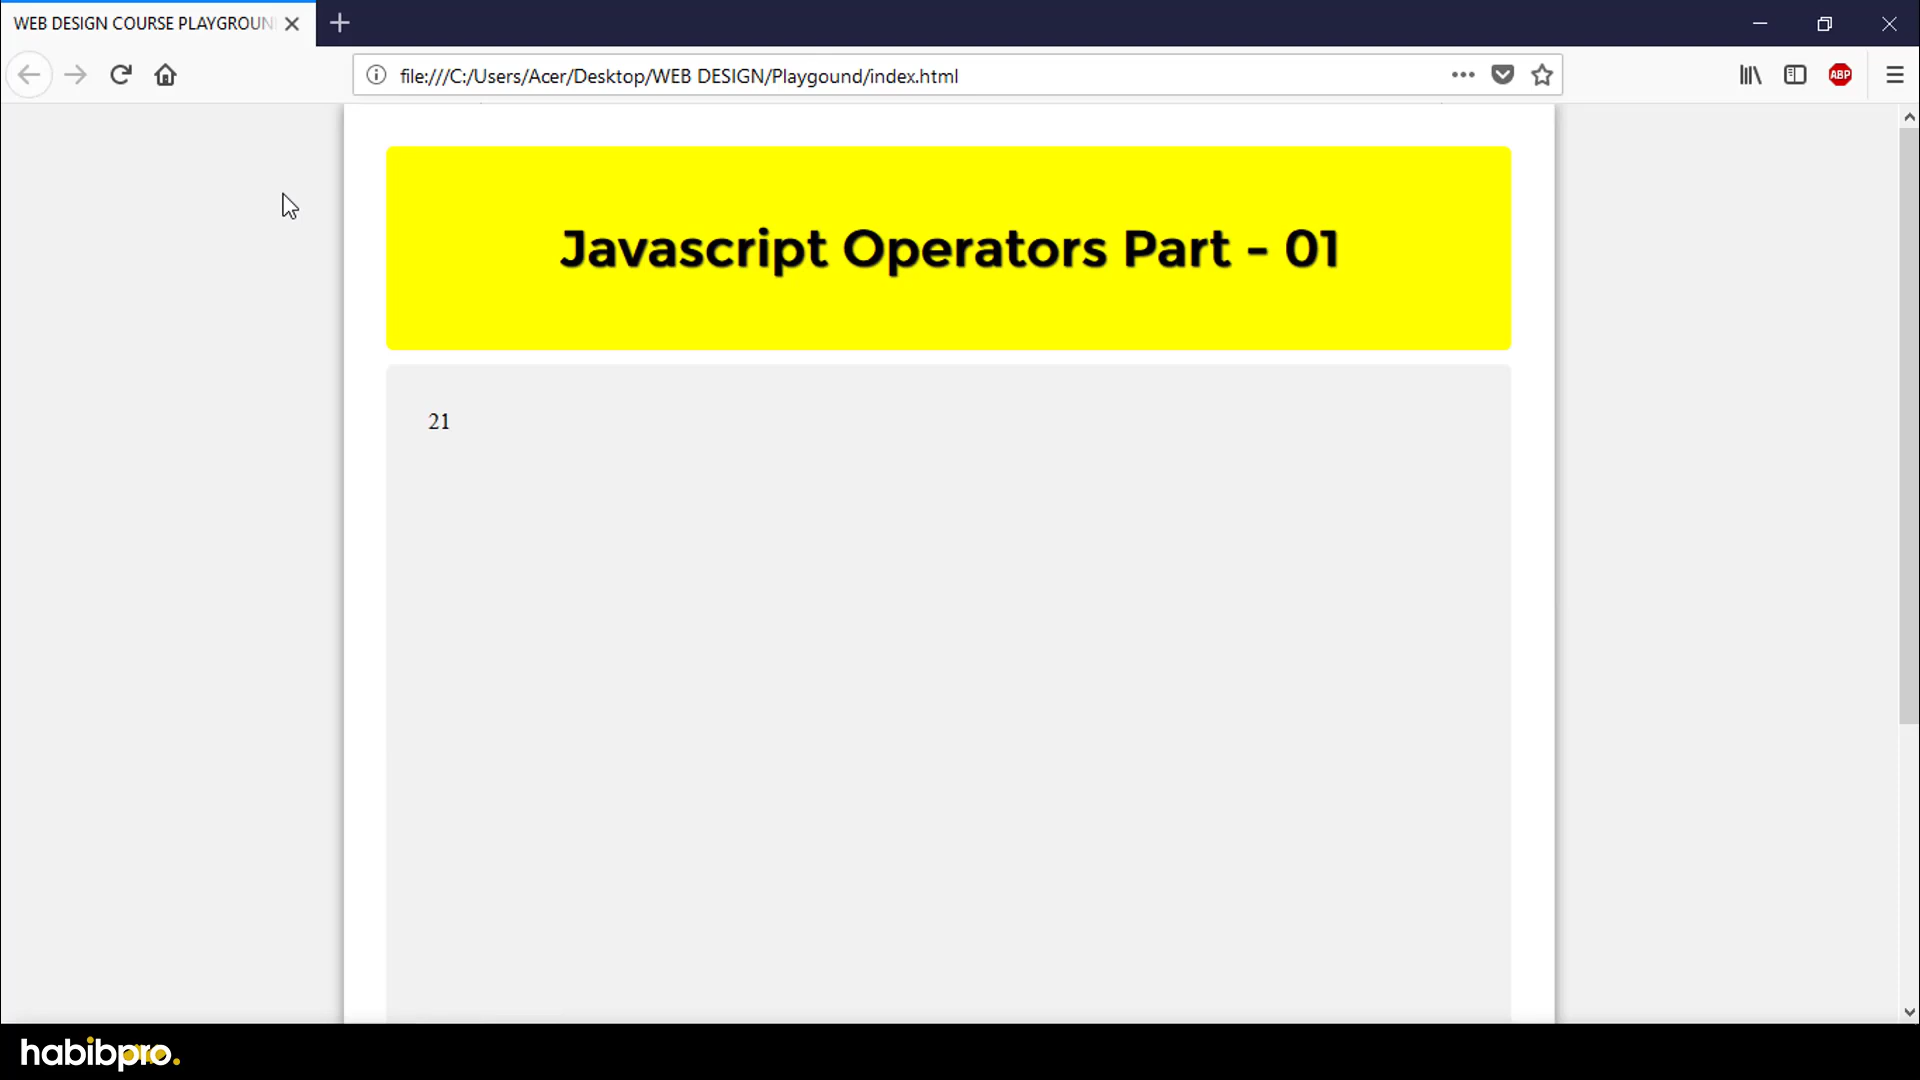 WEB DESIGN COURSE PLAYGROUN
file:///C:/Users/Acer/Desktop/WEB DESIGN/Playgound/index.html
ABP
Javascript Operators Part - 01
21
habibpro.